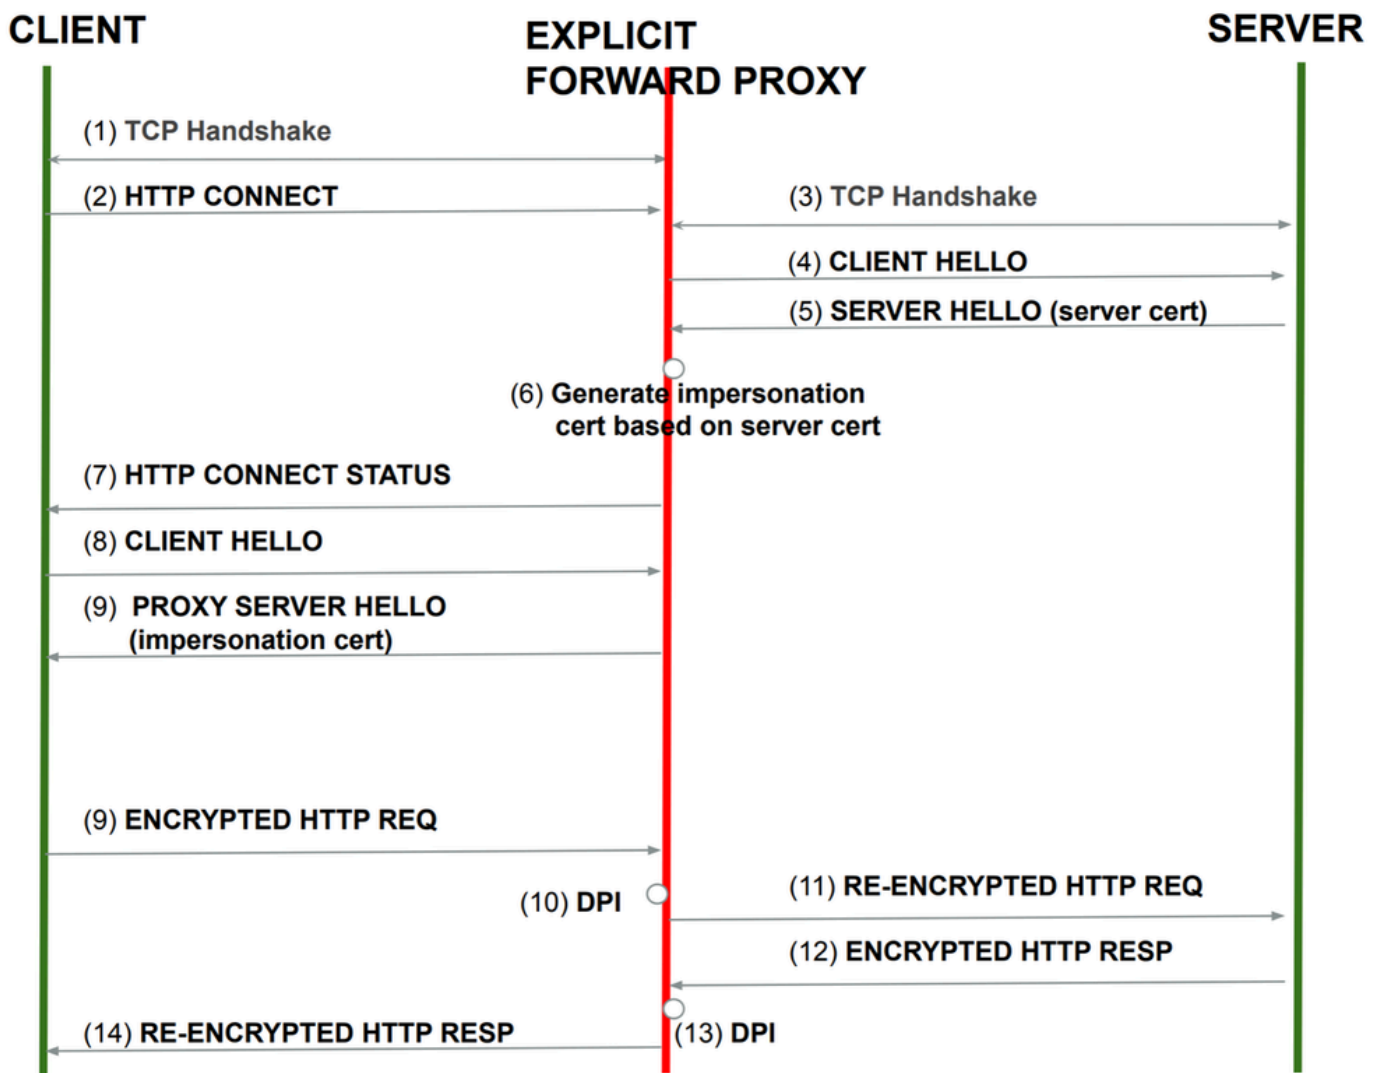 CLIENT
EXPLICIT
FORWARD PROXY
SERVER
(1) TCP Handshake
(2) HTTP CONNECT
(3) TCP Handshake
(4) CLIENT HELLO
(5) SERVER HELLO (server cert)
(6) Generate impersonation
cert based on server cert
(7) HTTP CONNECT STATUS
(8) CLIENT HELLO
(9) PROXY SERVER HELLO
(impersonation cert)
(9) ENCRYPTED HTTP REQ
(10) DPI
(11) RE-ENCRYPTED HTTP REQ
(12) ENCRYPTED HTTP RESP
(13) DPI
(14) RE-ENCRYPTED HTTP RESP